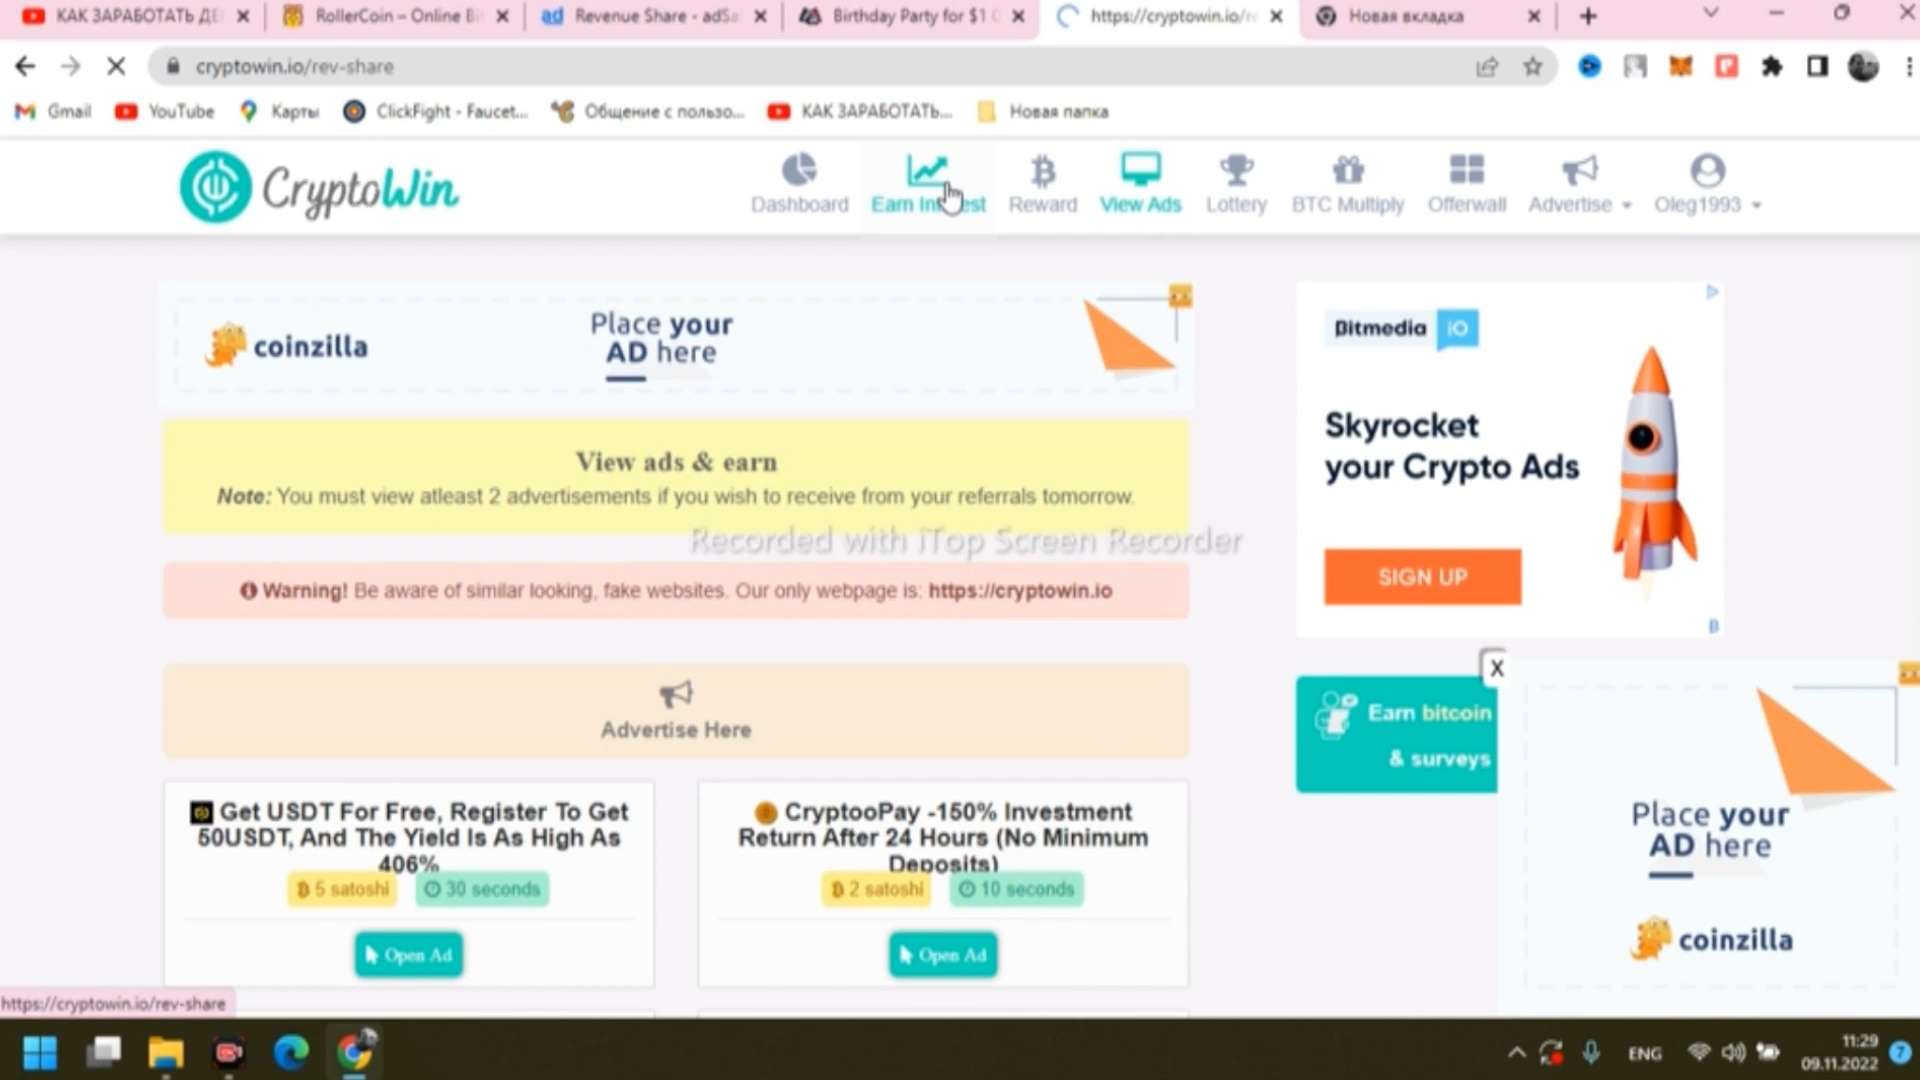 КАК ЗАРАБОТАТЬ ДЕ
RollerCoin – Online Bit
Revenue Share - adSa
Birthday Party for $1 0
https://cryptowin.io/re
Новая вкладка
cryptowin.io/rev-share
Gmail
YouTube
Карты
ClickFight - Faucet...
Общение с пользо...
КАК ЗАРАБОТАТЬ...
Новая папка
CryptoWin
Dashboard
Earn In est
Reward
View Ads
Lottery
BTC Multiply
Offerwall
Advertise
Oleg1993
coinzilla
Place your
AD here
Bitmedia iO
Skyrocket
your Crypto Ads
SIGN UP
View ads & earn
Note: You must view atleast 2 advertisements if you wish to receive from your referrals tomorrow.
Recorded with iTop Screen Recorder
Warning! Be aware of similar looking, fake websites. Our only webpage is: https://cryptowin.io
Advertise Here
X
Earn bitcoin
& surveys
Place your
AD here
coinzilla
Get USDT For Free, Register To Get
50USDT, And The Yield Is As High As
406%
5 satoshi
30 seconds
Open Ad
CryptooPay -150% Investment
Return After 24 Hours (No Minimum
Deposits)
2 satoshi
10 seconds
Open Ad
https://cryptowin.io/rev-share
ENG
11:29
09.11.2022
7